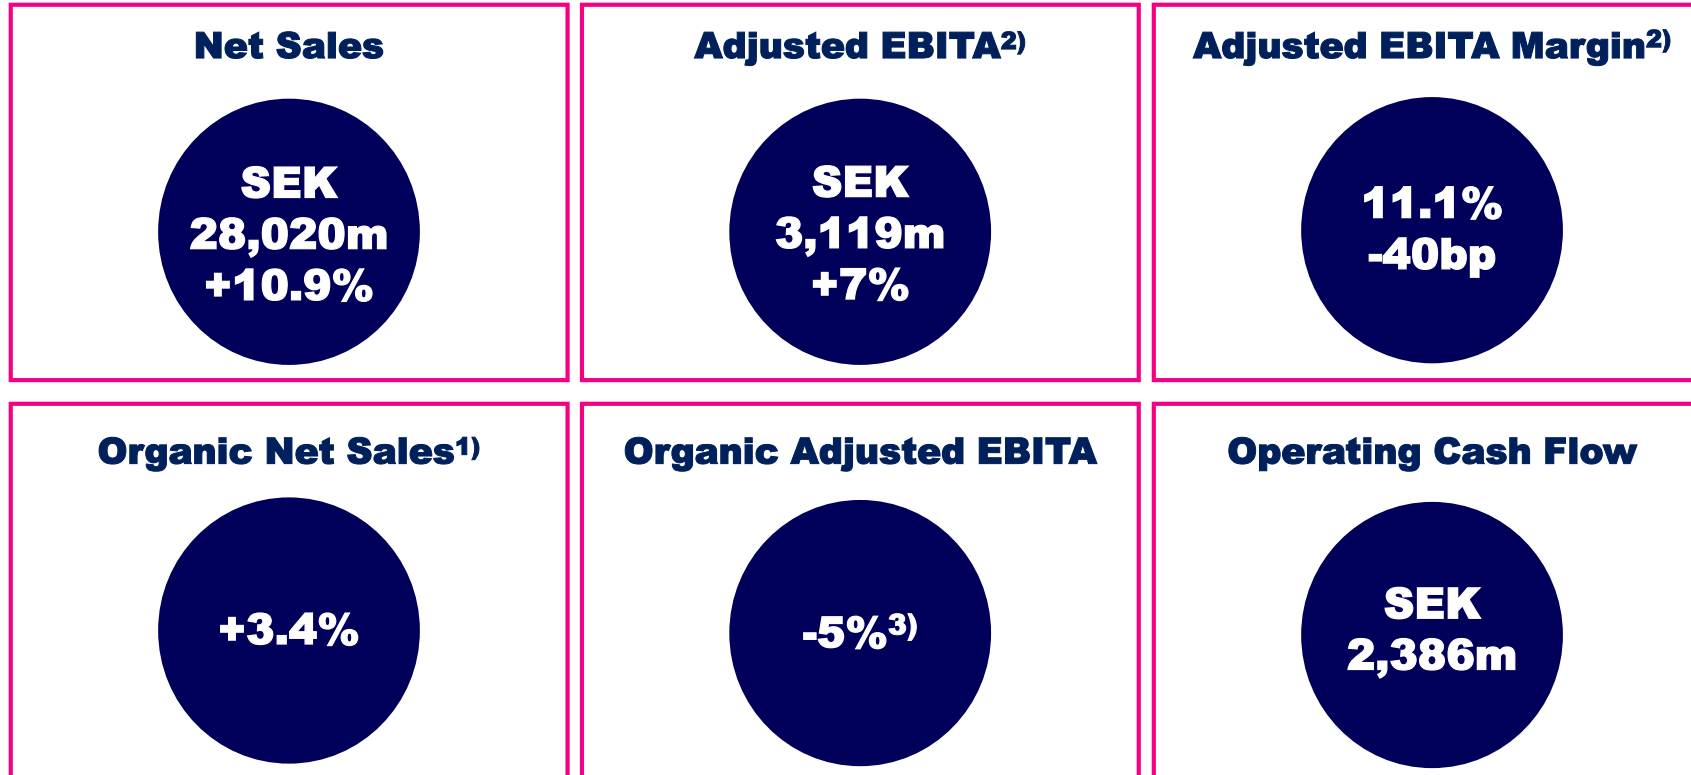 Net Sales
SEK
28,020m
+10.9%
Adjusted EBITA2)
SEK
3,119m
+7%
Adjusted EBITA Margin2)
11.1%
-40bp
Organic Net Sales1)
+3.4%
Organic Adjusted EBITA
-5%3)
Operating Cash Flow
SEK
2,386m